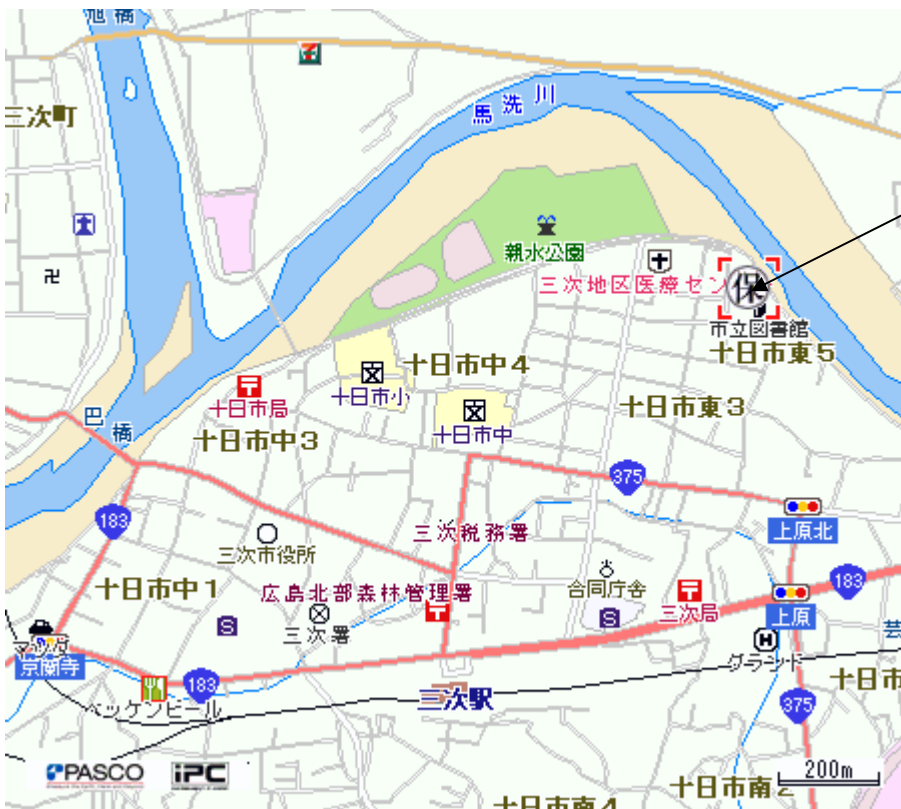 旭橋
三次町
馬洗川
親水公園
三次地区医療セン
保
市立図書館
十日市東5
十日市中4
十日市小
十日市局
十日市中3
十日市中
十日市東3
巴橋
375
183
上原北
三次税務署
三次市役所
十日市中1
広島北部森林管理署
合同庁舎
三次局
183
上原
三次署
マツダ
京蘭寺
グランド
芸
十日市
183
ベッケンビール
三次駅
375
PASCO
iPC
200m
十日市南2
十日市南4